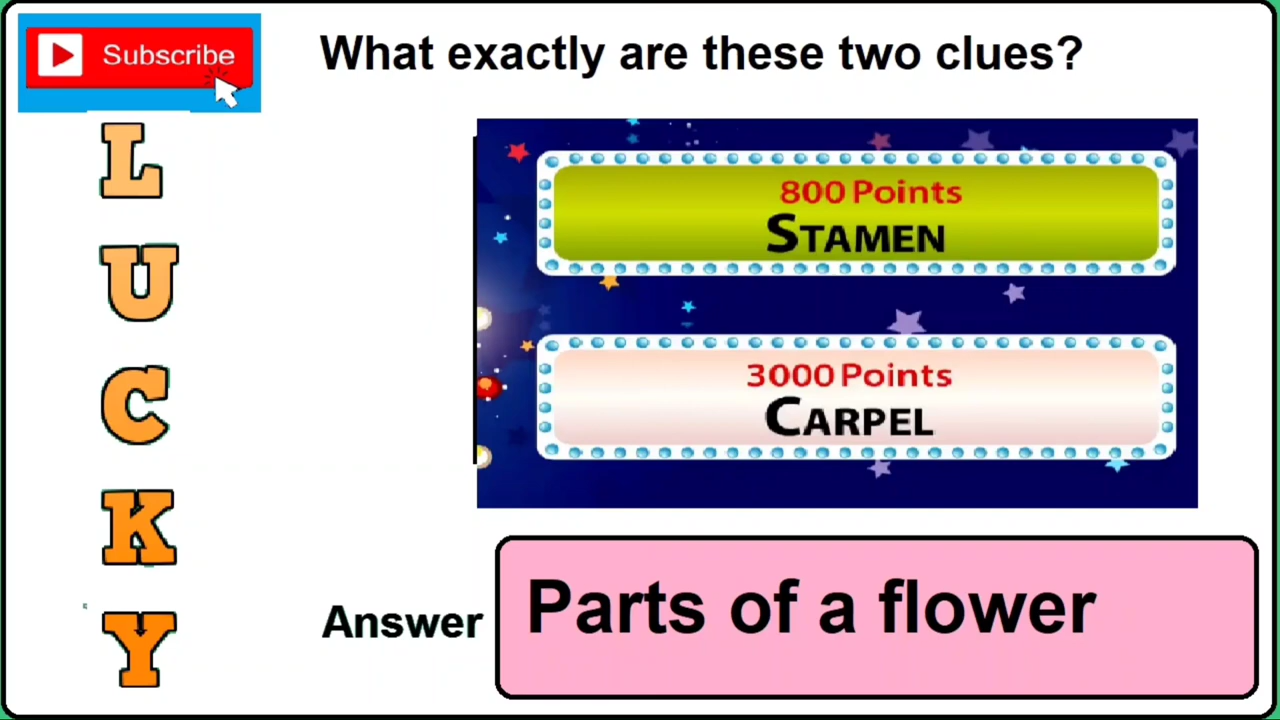 Subscribe
What exactly are these two clues?
L
U
C
K
Y
800 Points
STAMEN
3000 Points
CARPEL
Answer
Parts of a flower